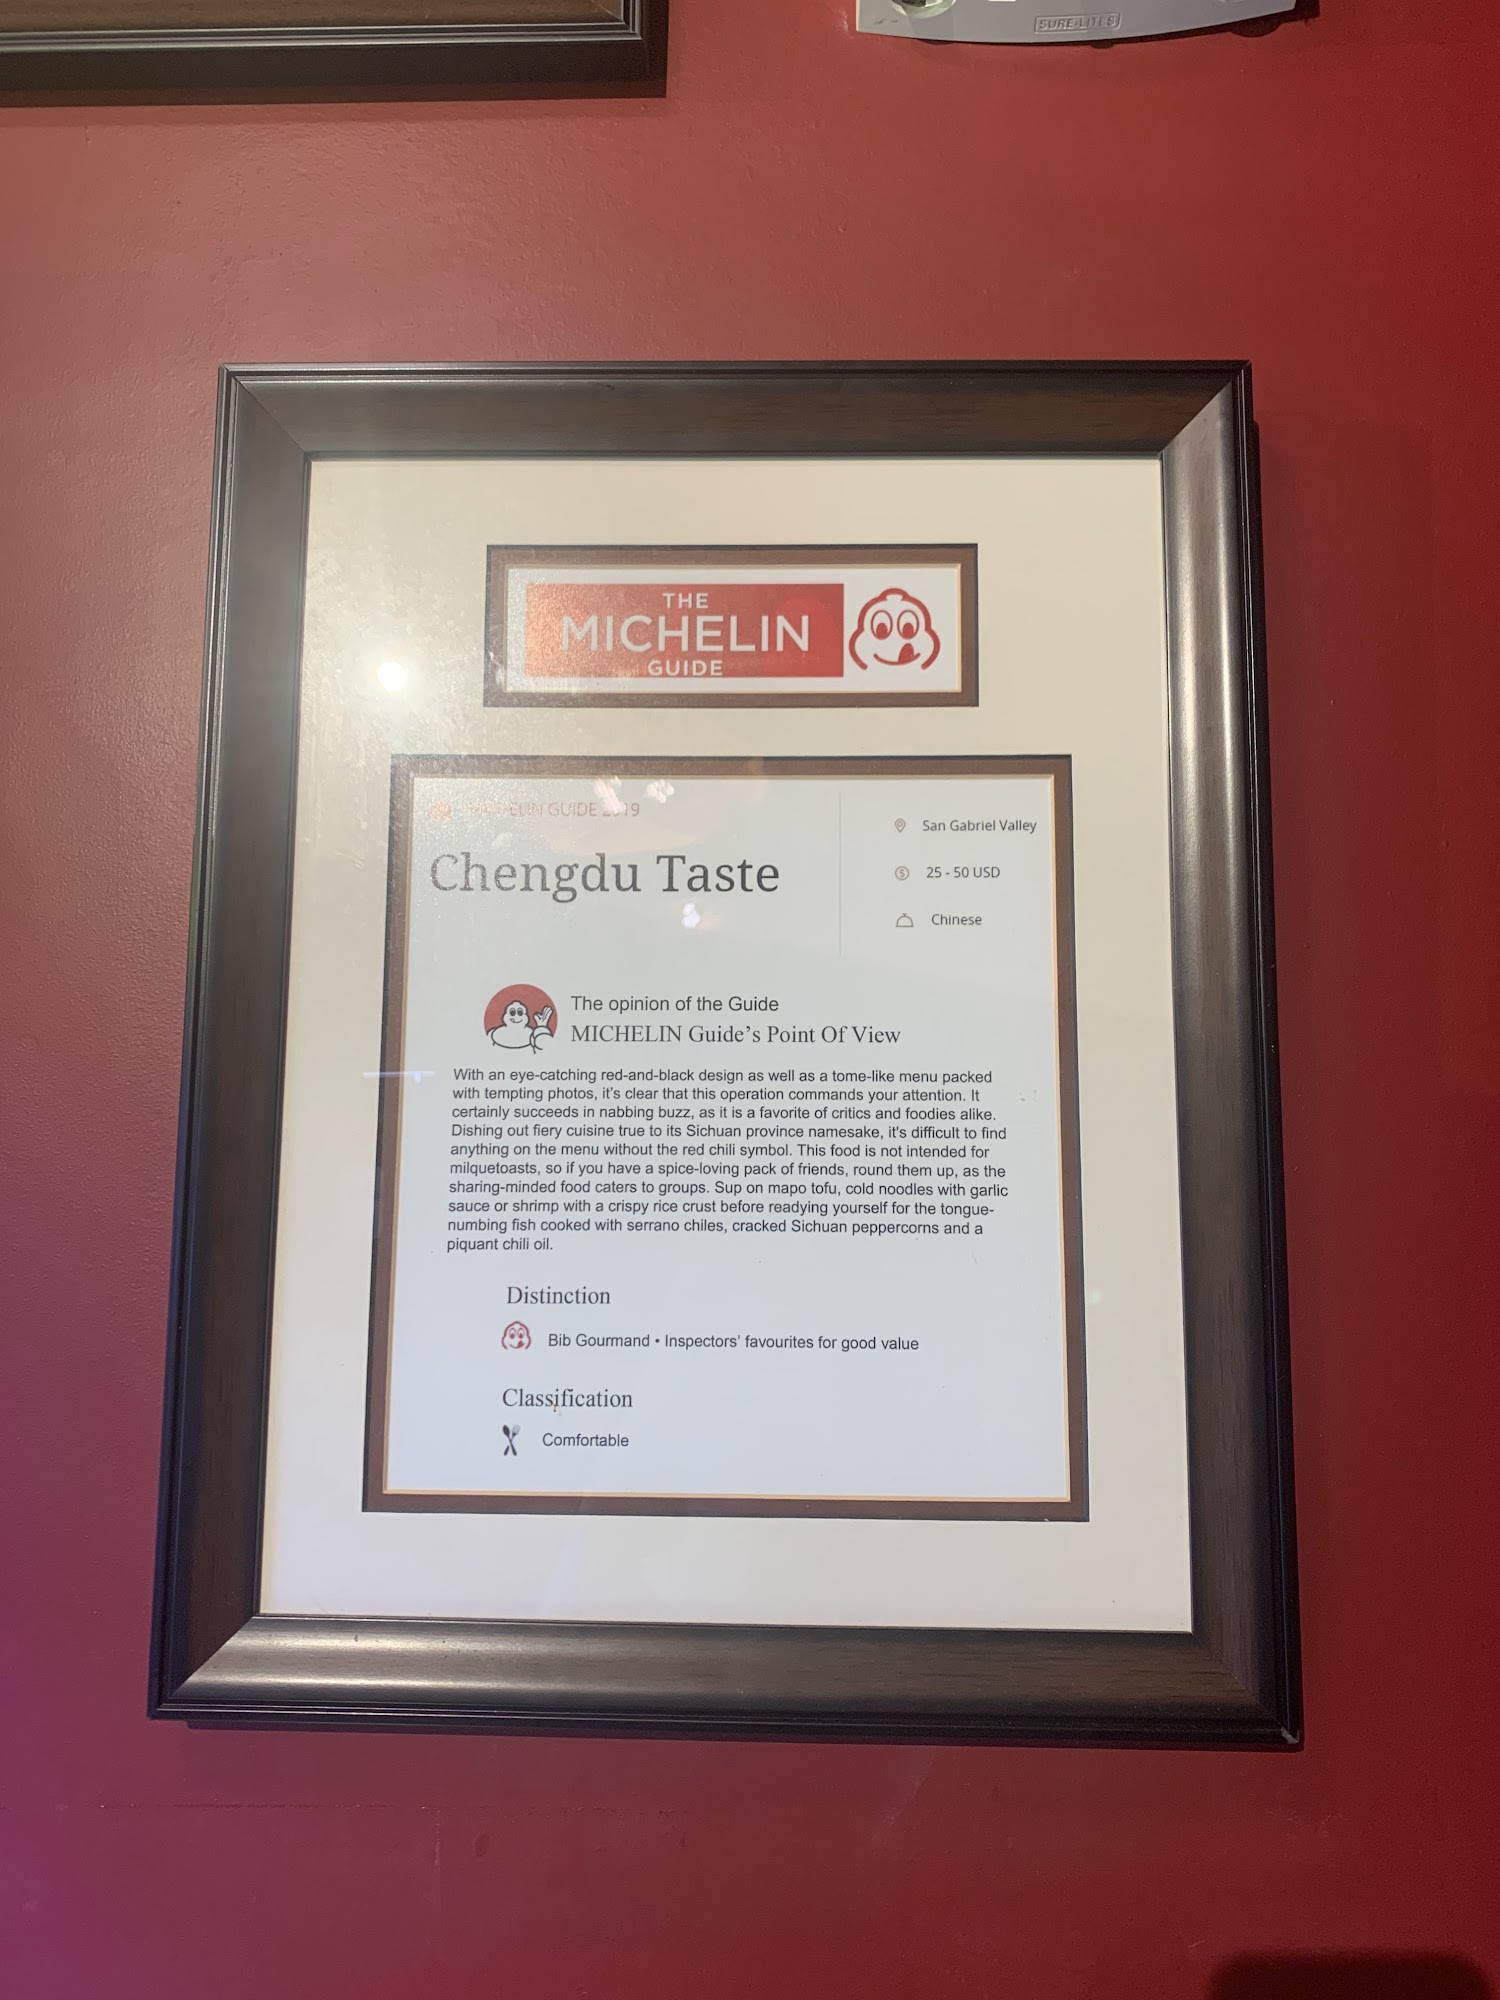 SURE-LITES
THE
MICHELIN
GUIDE
MICHELIN GUIDE 2019
Chengdu Taste
San Gabriel Valley
25 - 50 USD
Chinese
The opinion of the Guide
MICHELIN Guide's Point Of View
With an eye-catching red-and-black design as well as a tome-like menu packed
with tempting photos, it's clear that this operation commands your attention. It
certainly succeeds in nabbing buzz, as it is a favorite of critics and foodies alike.
Dishing out fiery cuisine true to its Sichuan province namesake, it's difficult to find
anything on the menu without the red chili symbol. This food is not intended for
milquetoasts, so if you have a spice-loving pack of friends, round them up, as the
sharing-minded food caters to groups. Sup on mapo tofu, cold noodles with garlic
sauce or shrimp with a crispy rice crust before readying yourself for the tongue-
numbing fish cooked with serrano chiles, cracked Sichuan peppercorns and a
piquant chili oil.
Distinction
Bib Gourmand • Inspectors' favourites for good value
Classification
Comfortable